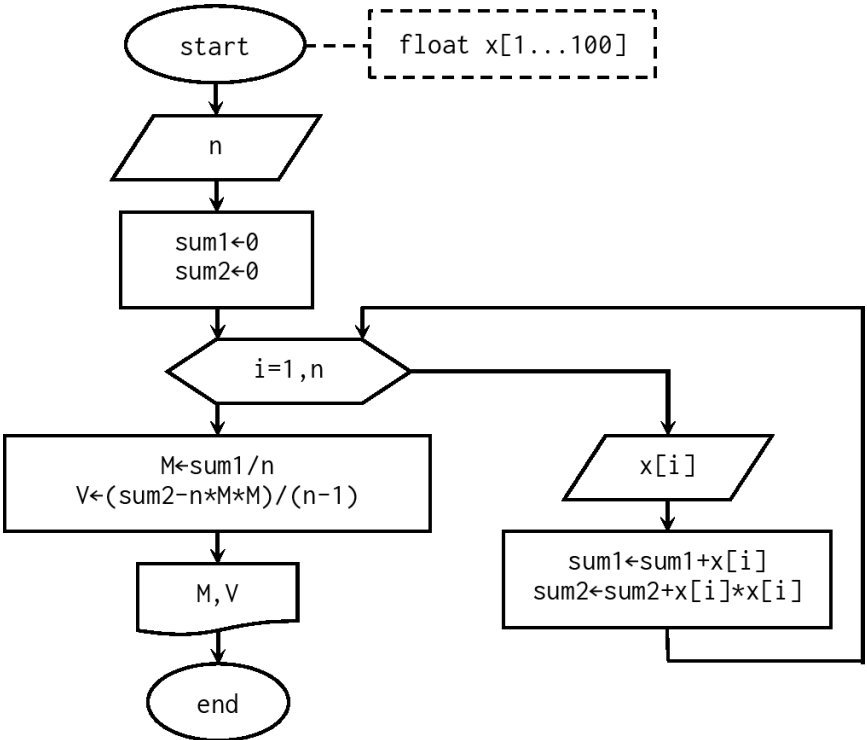 start
float x[1...100]
n
sum1←0
sum2←0
i=1,n
M←sum1/n
V←(sum2-n*M*M)/(n-1)
x[i]
sum1←sum1+x[i]
sum2←sum2+x[i]*x[i]
M,V
end